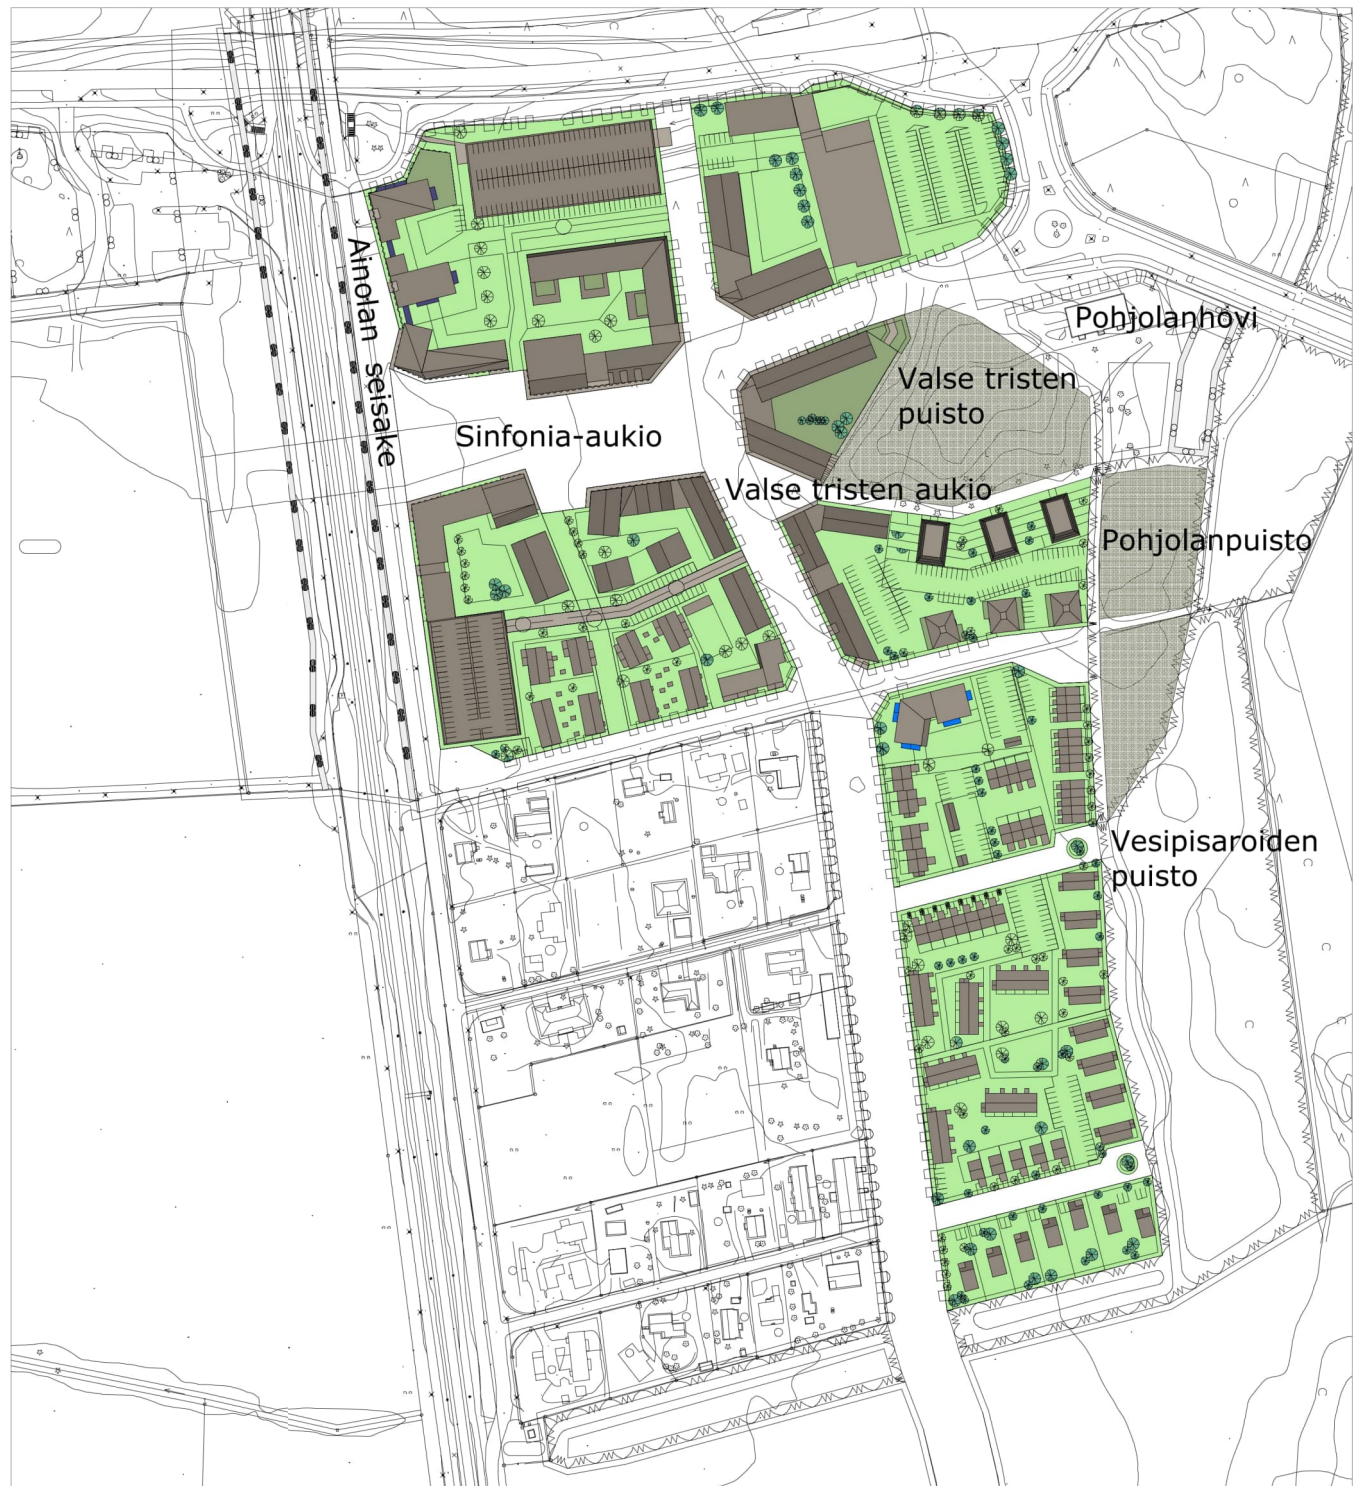 Ainolan seisake
Pohjolanhovi
Valse tristen
puisto
Sinfonia-aukio
Valse tristen aukio
Pohjolanpuisto
Vesipisaroiden
puisto